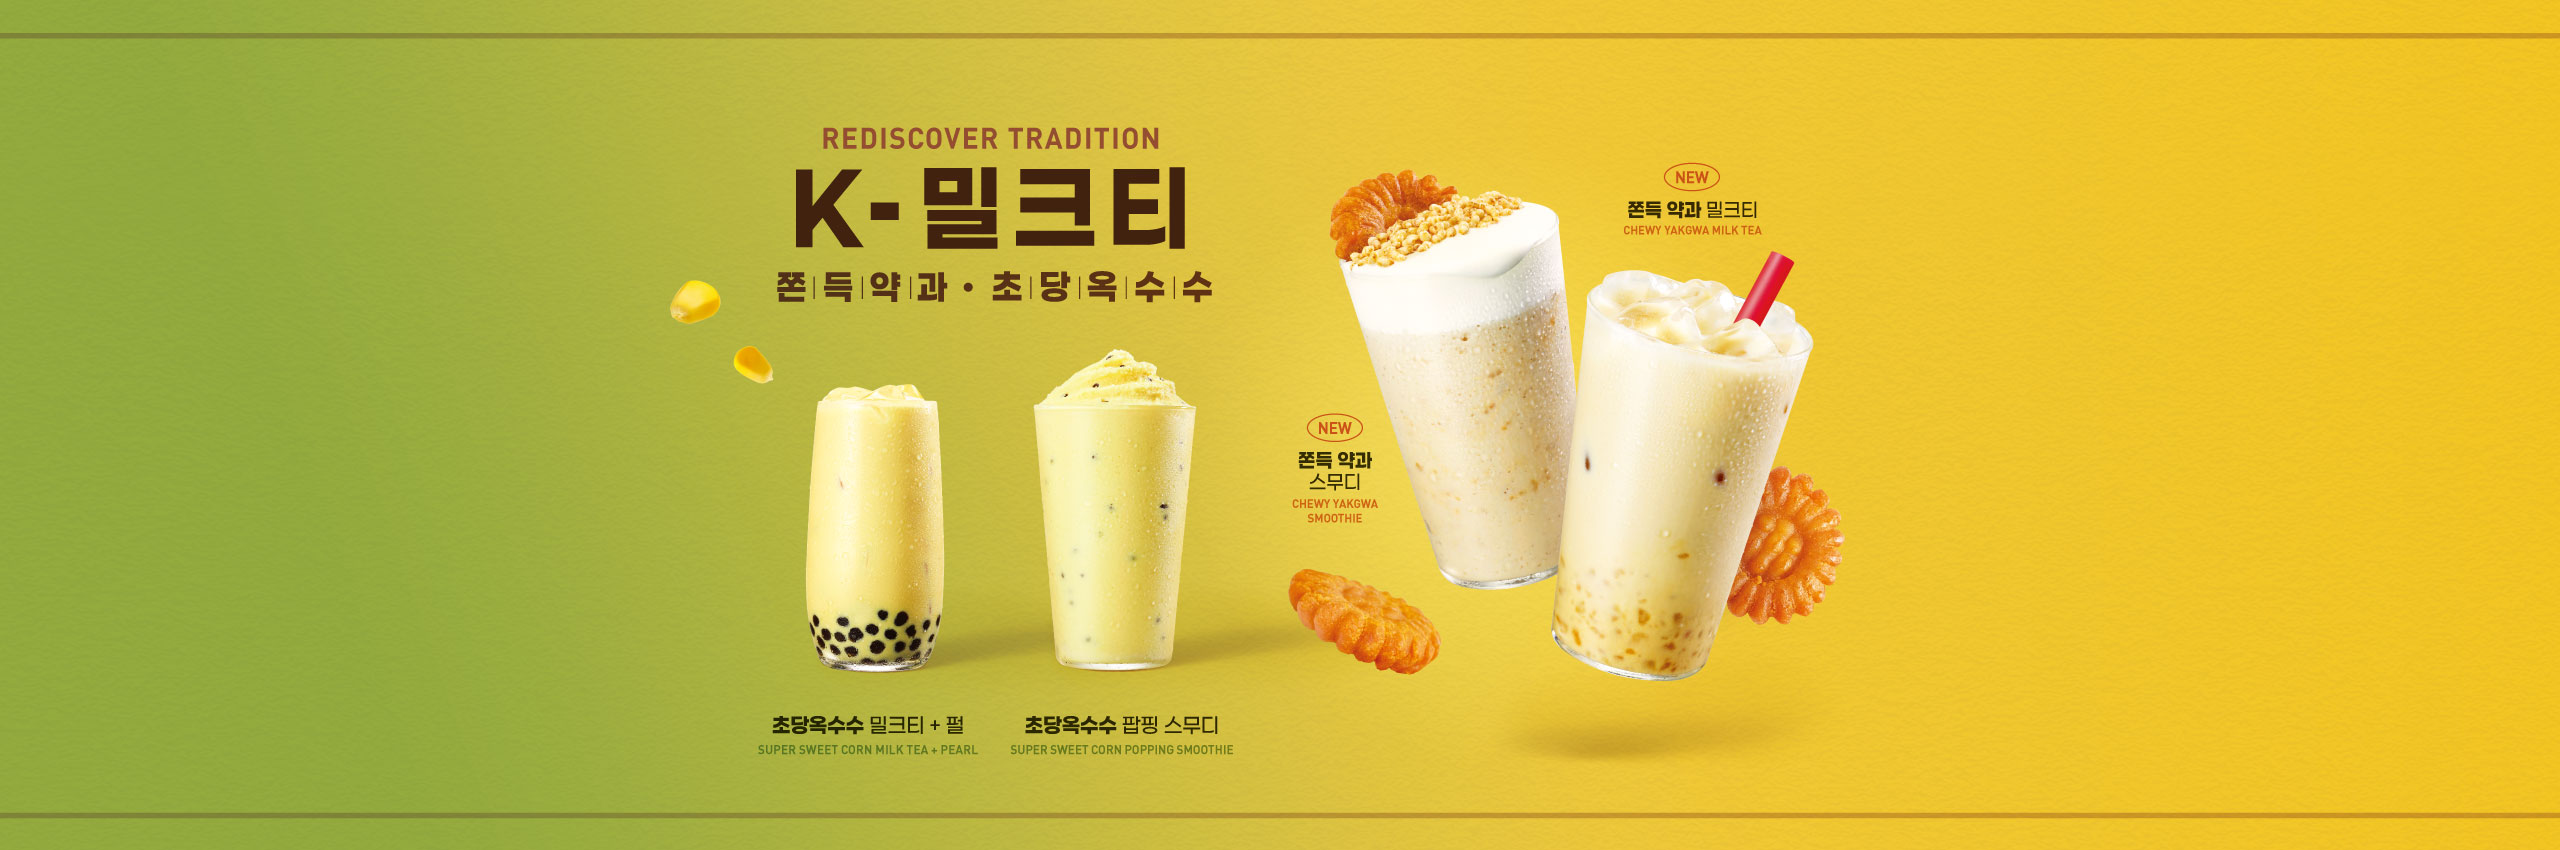 REDISCOVER TRADITION
K-밀크티
쫀|득|약|과 • 초|당|옥|수|수
초당옥수수 밀크티 + 펄
SUPER SWEET CORN MILK TEA + PEARL
초당옥수수 팝핑 스무디
SUPER SWEET CORN POPPING SMOOTHIE
NEW
쫀득 약과
스무디
CHEWY YAKGWA
SMOOTHIE
NEW
쫀득 약과 밀크티
CHEWY YAKGWA MILK TEA